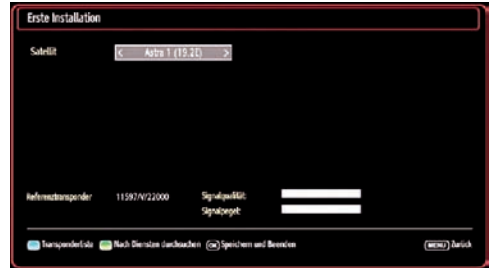 Erste Installation
Satellit < Astra 1 (19.2E) >
Referenztransponder 11597/V/22000 Signalqualität:
Signalpegel:
Transponderliste Nach Diensten durchsuchen OK Speichern und Beenden MENU Zurück